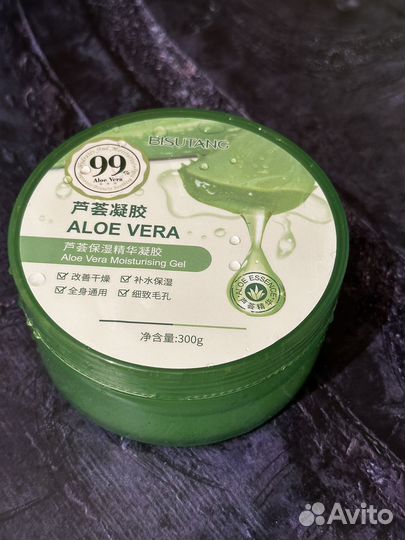 BISUTANG
99%
Aloe Vera
芦荟凝胶
ALOE VERA
芦荟保湿精华凝胶
Aloe Vera Moisturising Gel
☑ 改善干燥 ☑ 补水保湿
☑ 全身通用 ☑ 细致毛孔
ALOE ESSENCE
芦荟精华
净含量:300g
Avito